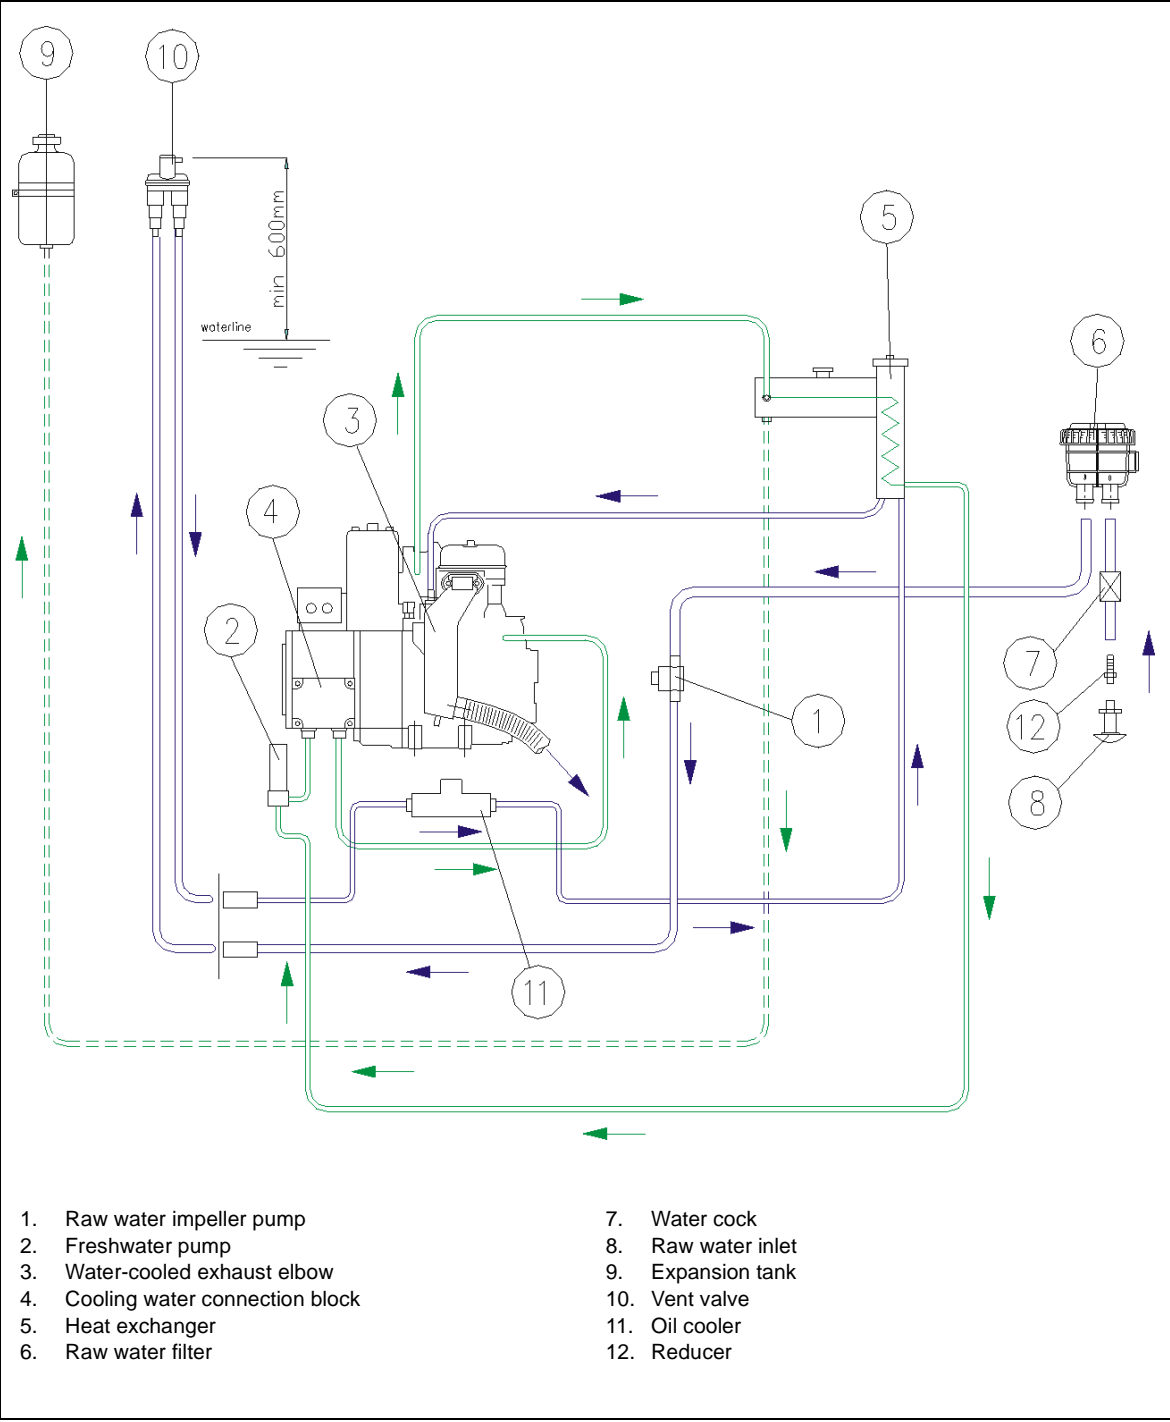 9
10
5
min 600mm
waterline
6
3
4
2
7
1
12
8
11
1. Raw water impeller pump
2. Freshwater pump
3. Water-cooled exhaust elbow
4. Cooling water connection block
5. Heat exchanger
6. Raw water filter
7. Water cock
8. Raw water inlet
9. Expansion tank
10. Vent valve
11. Oil cooler
12. Reducer